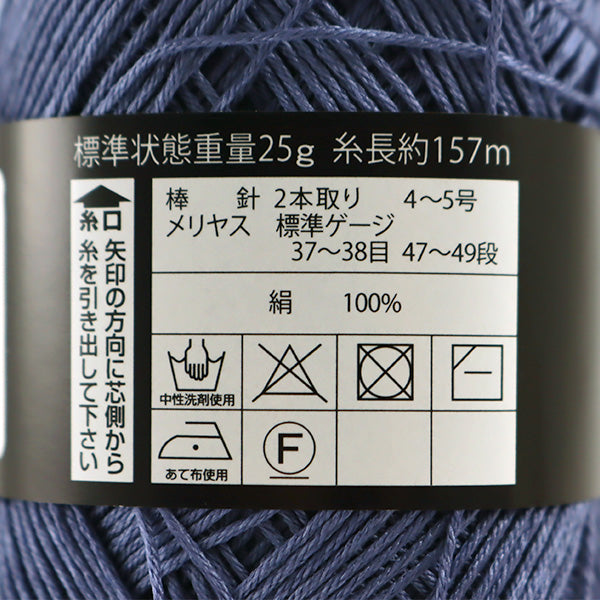 標準状態重量25g 糸長約157m
糸口
矢印の方向に芯側から
糸を引き出して下さい
棒 針 2本取り 4～5号
メリヤス 標準ゲージ
37～38目 47～49段
絹 100%
中性洗剤使用
あて布使用
F